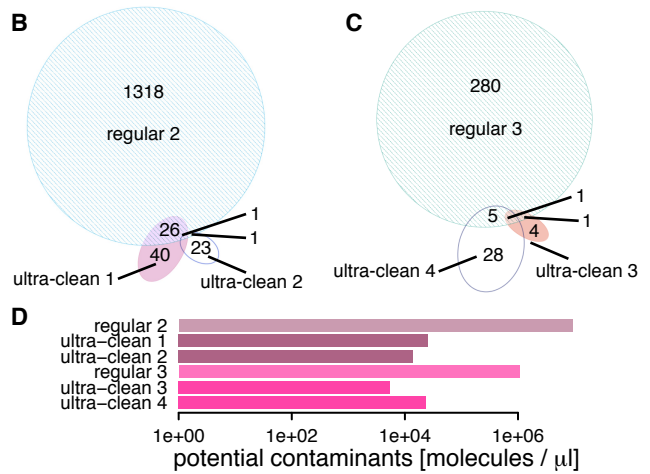 B
1318
regular 2
26
1
1
40
23
ultra-clean 1
ultra-clean 2
C
280
regular 3
5
1
1
4
28
ultra-clean 4
ultra-clean 3
D
regular 2
ultra−clean 1
ultra−clean 2
regular 3
ultra−clean 3
ultra−clean 4
1e+00 1e+02 1e+04 1e+06
potential contaminants [molecules / µl]